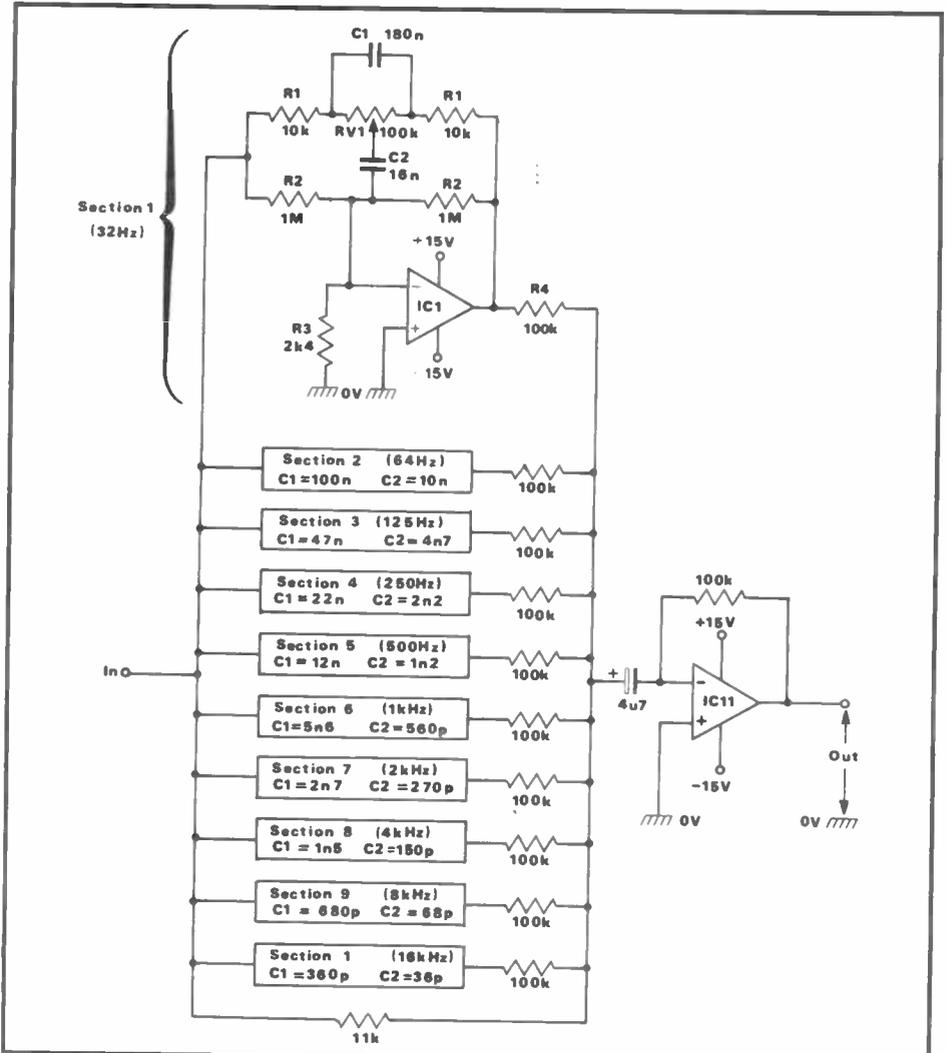 C1 180n
R1
10k
RV1
100k
R1
10k
C2
16n
R2
1M
R2
1M
Section 1
(32Hz)
+15V
IC1
-
+
15V
R3
2k4
0V
R4
100k
Section 2 (64Hz)
C1=100n C2=10n
100k
Section 3 (125Hz)
C1=47n C2=4n7
100k
Section 4 (250Hz)
C1=22n C2=2n2
100k
Section 5 (500Hz)
C1=12n C2=1n2
100k
In
Section 6 (1kHz)
C1=5n6 C2=560p
100k
Section 7 (2kHz)
C1=2n7 C2=270p
100k
Section 8 (4kHz)
C1=1n5 C2=150p
100k
Section 9 (8kHz)
C1=680p C2=68p
100k
Section 1 (16kHz)
C1=360p C2=36p
100k
11k
+
4u7
100k
+15V
-
IC11
+
-15V
0V
Out
0V